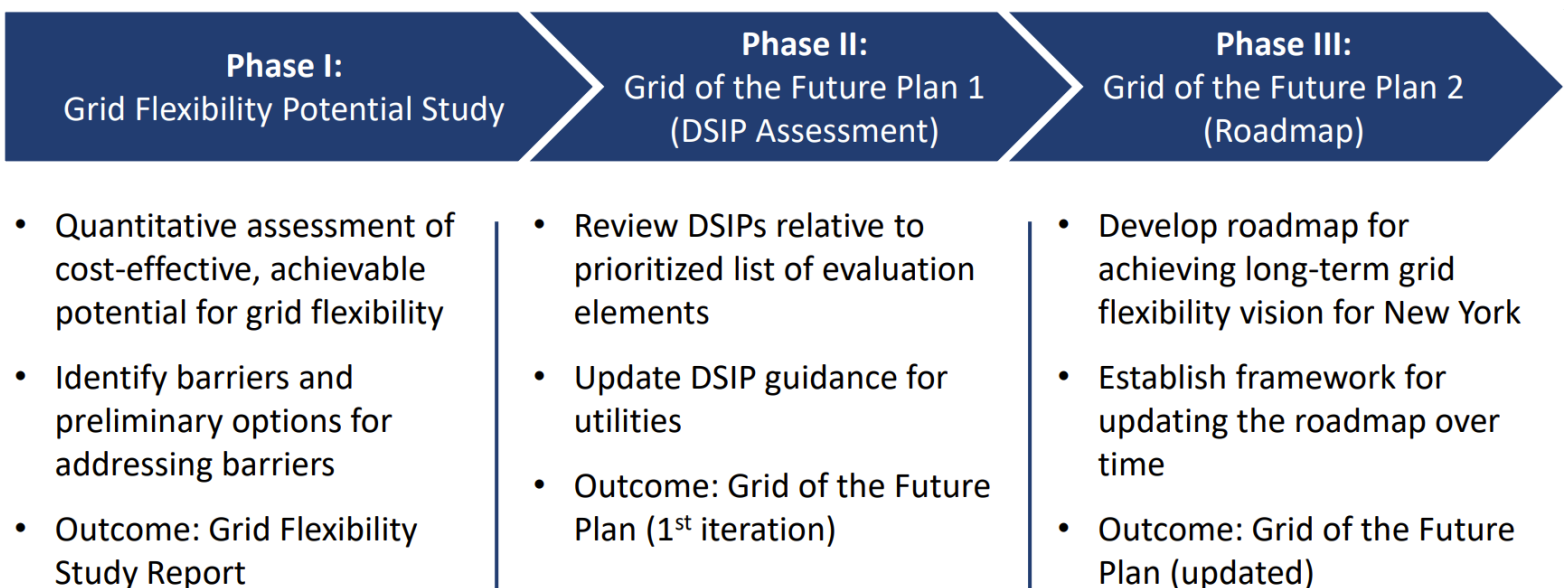 Phase I:
Grid Flexibility Potential Study
Phase II:
Grid of the Future Plan 1
(DSIP Assessment)
Phase III:
Grid of the Future Plan 2
(Roadmap)
• Quantitative assessment of
cost-effective, achievable
potential for grid flexibility
• Identify barriers and
preliminary options for
addressing barriers
• Outcome: Grid Flexibility
Study Report
• Review DSIPs relative to
prioritized list of evaluation
elements
• Update DSIP guidance for
utilities
• Outcome: Grid of the Future
Plan (1st iteration)
• Develop roadmap for
achieving long-term grid
flexibility vision for New York
• Establish framework for
updating the roadmap over
time
• Outcome: Grid of the Future
Plan (updated)